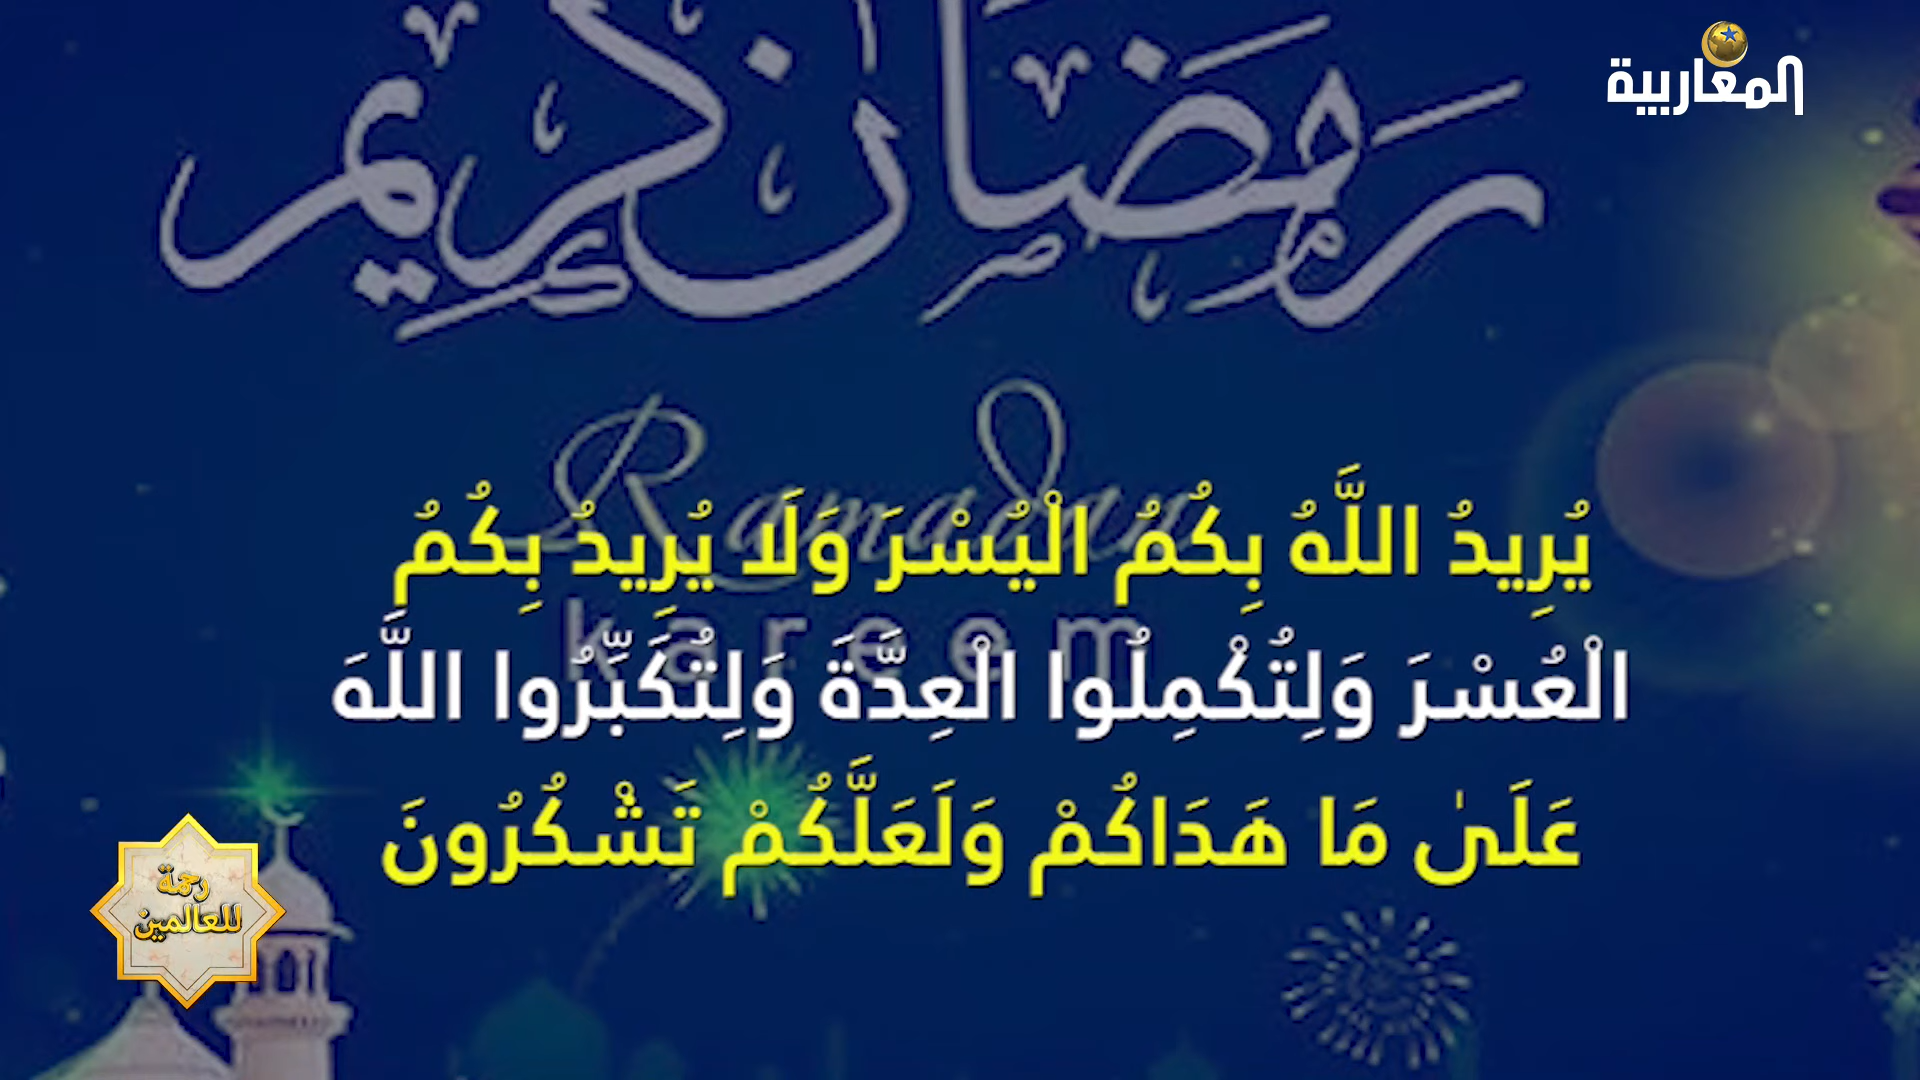 رمضان كريم
المغاربية
Ramadan
kareem
يُرِيدُ اللَّهُ بِكُمُ الْيُسْرَ وَلَا يُرِيدُ بِكُمُ
الْعُسْرَ وَلِتُكْمِلُوا الْعِدَّةَ وَلِتُكَبِّرُوا اللَّهَ
عَلَىٰ مَا هَدَاكُمْ وَلَعَلَّكُمْ تَشْكُرُونَ
رحمة
للعالمين